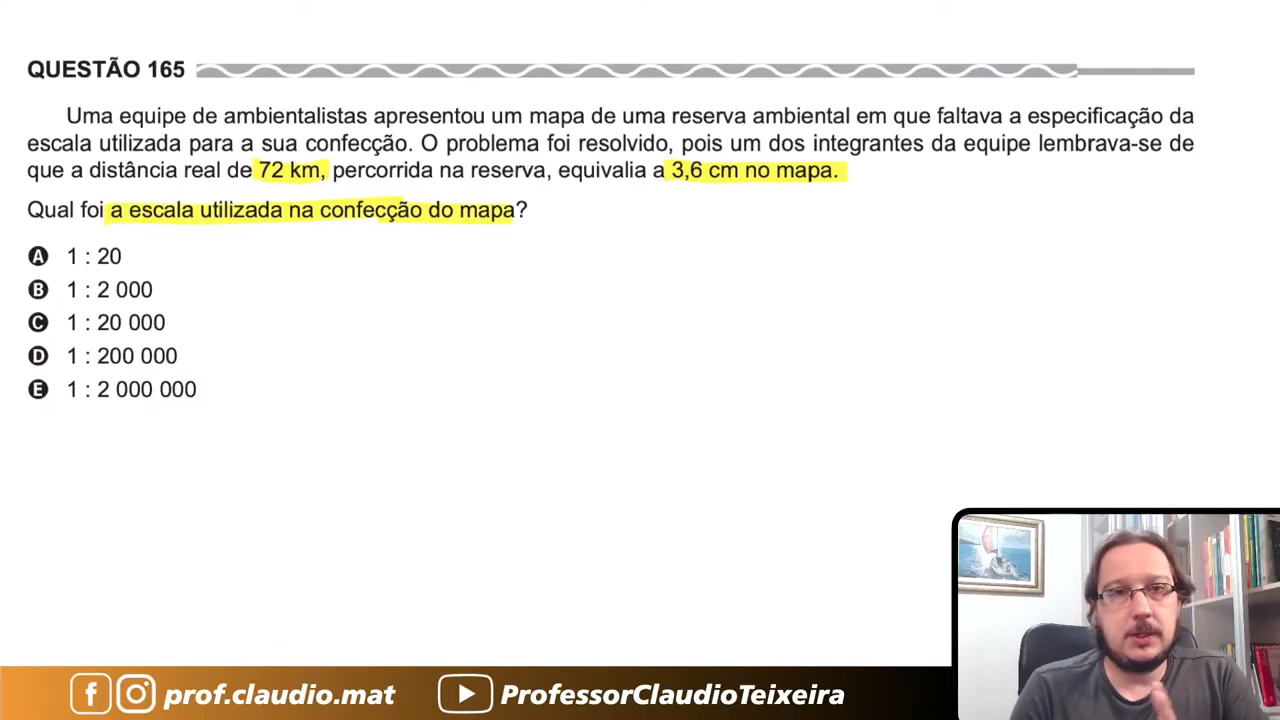 QUESTÃO 165
Uma equipe de ambientalistas apresentou um mapa de uma reserva ambiental em que faltava a especificação da
escala utilizada para a sua confecção. O problema foi resolvido, pois um dos integrantes da equipe lembrava-se de
que a distância real de 72 km, percorrida na reserva, equivalia a 3,6 cm no mapa.
Qual foi a escala utilizada na confecção do mapa?
A 1 : 20
B 1 : 2 000
C 1 : 20 000
D 1 : 200 000
E 1 : 2 000 000
prof.claudio.mat ProfessorClaudioTeixeira